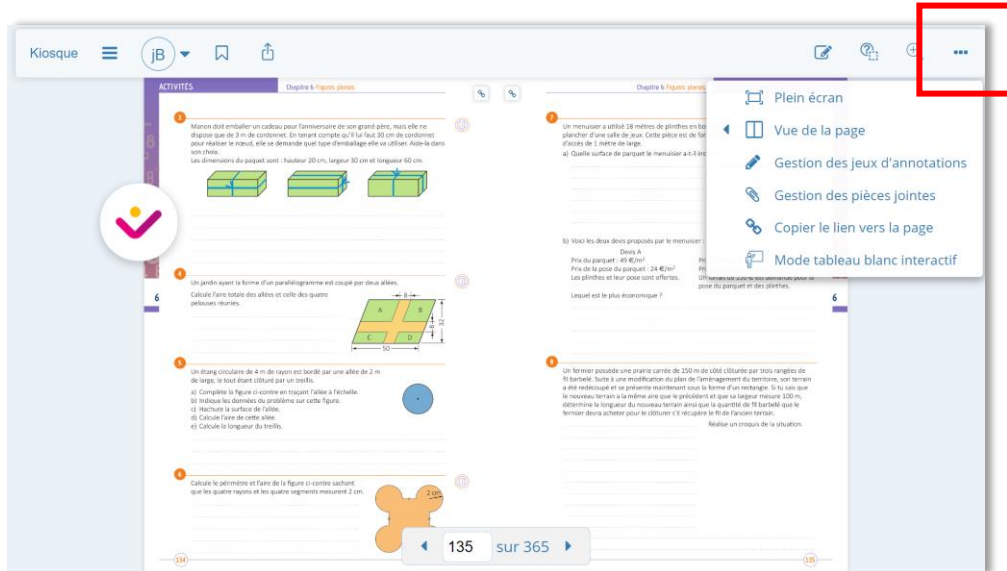 Kiosque
jB
ACTIVITÉS
Chapitre 6 Figures planes
3
Manon doit emballer un cadeau pour l'anniversaire de son grand-père, mais elle ne
dispose que de 3 m de cordonnet. En tenant compte qu'il lui faut 30 cm de cordonnet
pour réaliser le nœud, elle se demande quel type d'emballage elle va utiliser. Aide-la dans
son choix.
Les dimensions du paquet sont : hauteur 20 cm, largeur 30 cm et longueur 60 cm.
4
Un jardin ayant la forme d'un parallélogramme est coupé par deux allées.
Calcule l'aire totale des allées et celle des quatre
pelouses réunies.
8
A
B
C
D
8
32
50
6
5
Un étang circulaire de 4 m de rayon est bordé par une allée de 2 m
de large, le tout étant clôturé par un treillis.
a) Complète la figure ci-contre en traçant l'allée à l'échelle.
b) Indique les données du problème sur cette figure.
c) Hachure la surface de l'allée.
d) Calcule l'aire de cette allée.
e) Calcule la longueur du treillis.
6
Calcule le périmètre et l'aire de la figure ci-contre sachant
que les quatre rayons et les quatre segments mesurent 2 cm.
2 cm
134
Chapitre 6 Figures planes
7
Un menuisier a utilisé 18 mètres de plinthes en
plancher d'une salle de jeux. Cette pièce est de
d'accès de 1 mètre de large.
a) Quelle surface de parquet le menuisier a-t-il
b) Voici les deux devis proposés par le menuisier :
Devis A
Prix du parquet : 49 €/m²
Prix de la pose du parquet : 24 €/m²
Les plinthes et leur pose sont offertes.
pose du parquet et des plinthes.
Lequel est le plus économique ?
6
8
Un fermier possède une prairie carrée de 150 m de côté clôturée par trois rangées de
fil barbelé. Suite à une modification du plan de l'aménagement du territoire, son terrain
a été redécoupé et se présente maintenant sous la forme d'un rectangle. Si tu sais que
le nouveau terrain a la même aire que le précédent et que sa largeur mesure 100 m,
détermine la longueur du nouveau terrain ainsi que la quantité de fil barbelé que le
fermier devra acheter pour le clôturer s'il récupère le fil de l'ancien terrain.
Réalise un croquis de la situation.
135
Plein écran
Vue de la page
Gestion des jeux d'annotations
Gestion des pièces jointes
Copier le lien vers la page
Mode tableau blanc interactif
135 sur 365